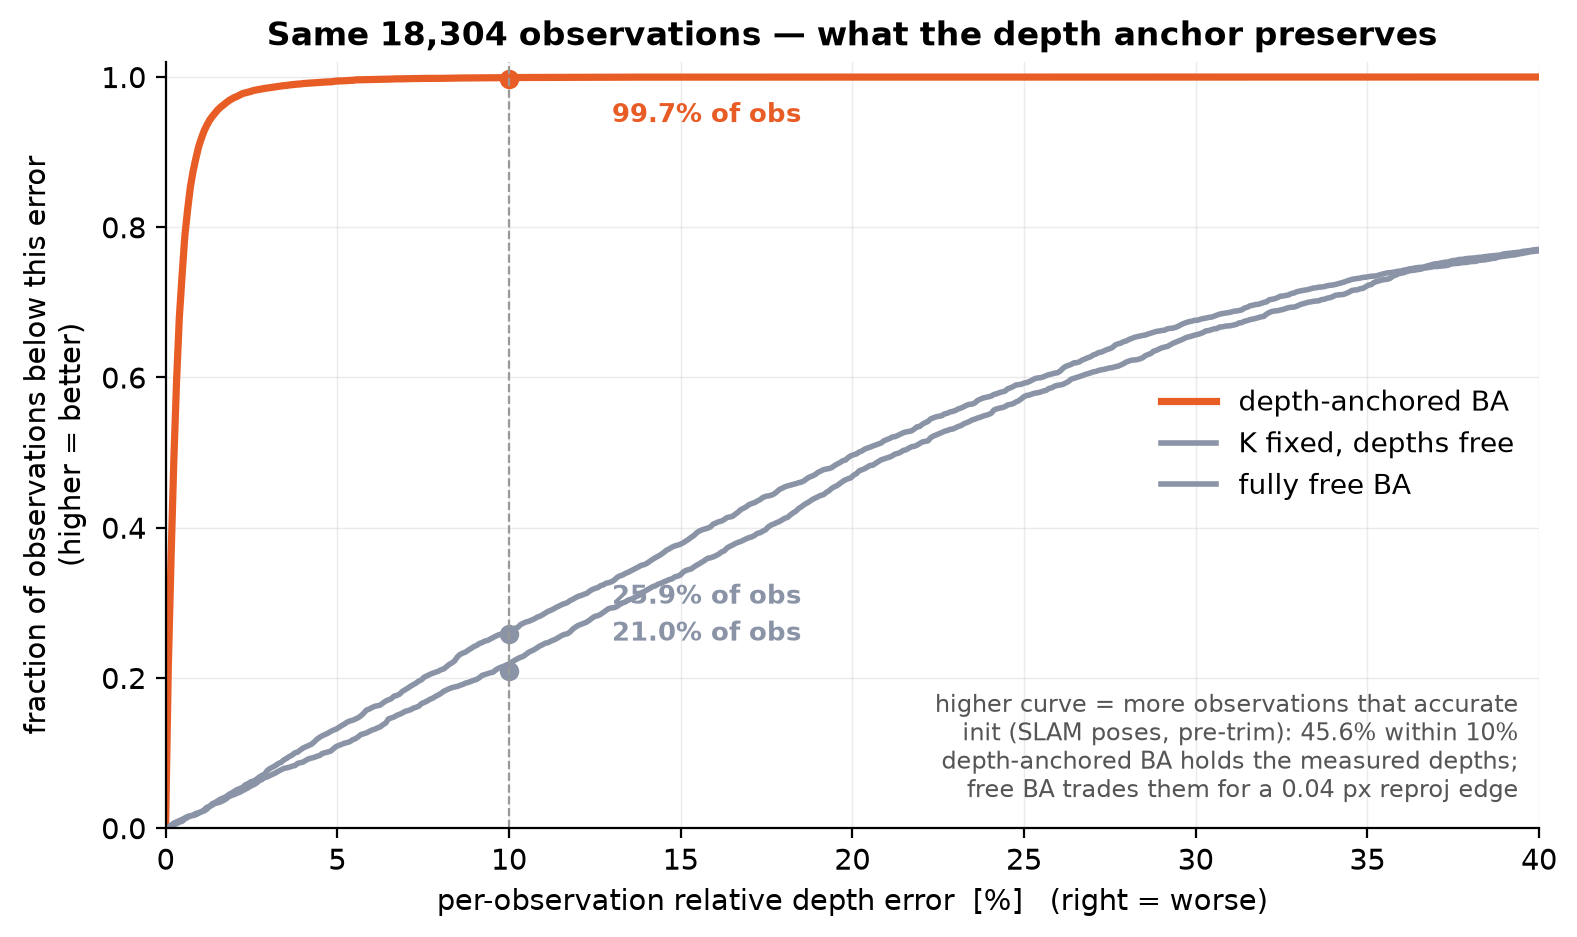 Same 18,304 observations — what the depth anchor preserves
fraction of observations below this error
(higher = better)
1.0
0.8
0.6
0.4
0.2
0.0
99.7% of obs
25.9% of obs
21.0% of obs
depth-anchored BA
K fixed, depths free
fully free BA
higher curve = more observations that accurate
init (SLAM poses, pre-trim): 45.6% within 10%
depth-anchored BA holds the measured depths;
free BA trades them for a 0.04 px reproj edge
0 5 10 15 20 25 30 35 40
per-observation relative depth error [%] (right = worse)